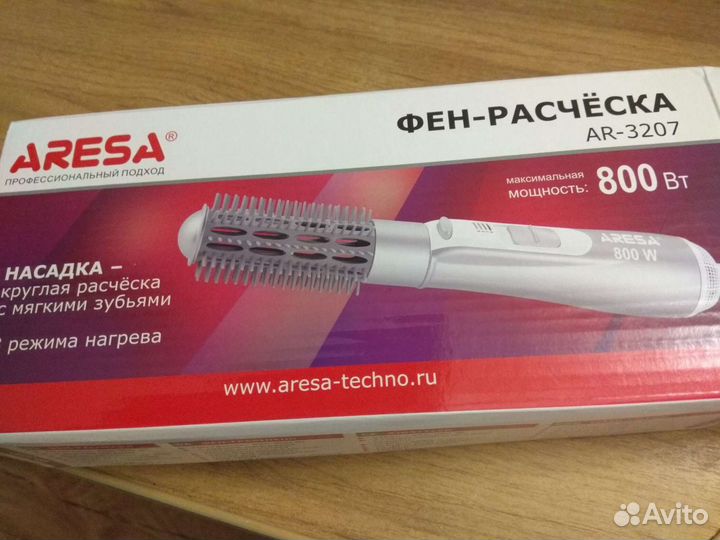 ФЕН-РАСЧЁСКА
AR-3207
ARESA®
ПРОФЕССИОНАЛЬНЫЙ ПОДХОД
максимальная
мощность: 800 Вт
ARESA
800 W
НАСАДКА –
круглая расчёска
с мягкими зубьями
режима нагрева
www.aresa-techno.ru
Avito